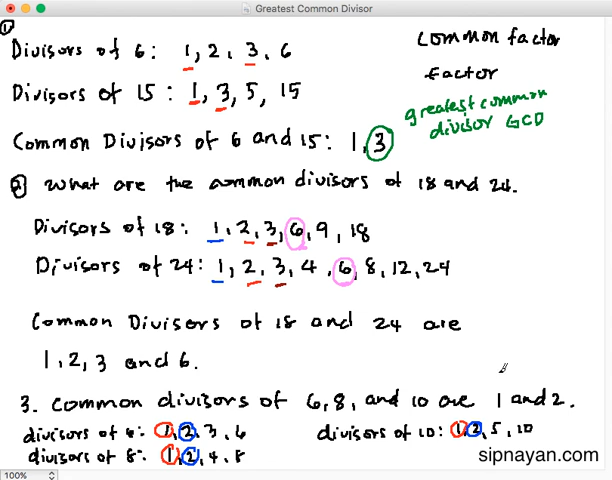 Greatest Common Divisor
1
Divisors of 6: 1, 2, 3, 6
common factor
factor
Divisors of 15: 1, 3, 5, 15
greatest common
divisor GCD
Common Divisors of 6 and 15: 1, 3
2 What are the common divisors of 18 and 24.
Divisors of 18: 1, 2, 3, 6, 9, 18
Divisors of 24: 1, 2, 3, 4, 6, 8, 12, 24
Common Divisors of 18 and 24 are
1, 2, 3 and 6.
3. Common divisors of 6, 8, and 10 are 1 and 2.
divisors of 6: 1, 2, 3, 6
divisors of 10: 1, 2, 5, 10
divisors of 8: 1, 2, 4, 8
sipnayan.com
100%